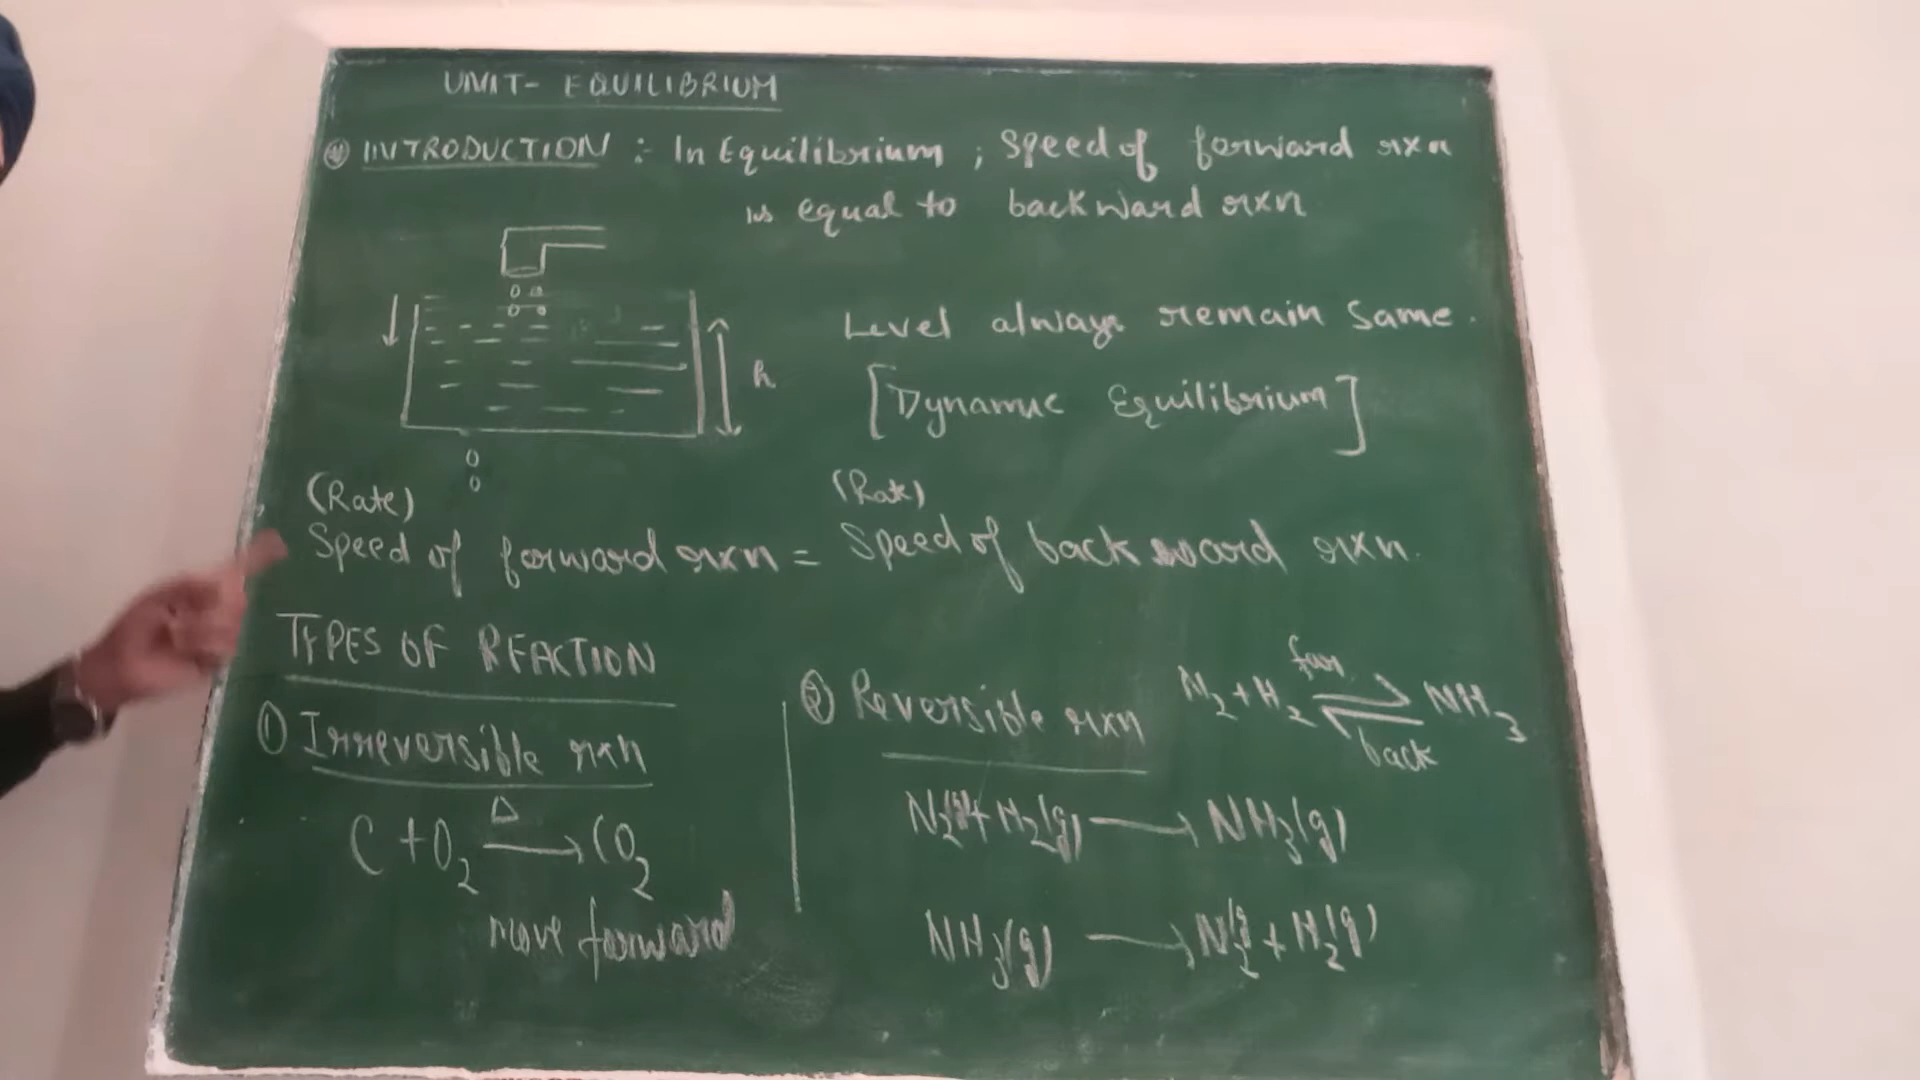 UNIT- EQUILIBRIUM
INTRODUCTION :- In Equilibrium ; Speed of forward rxn
is equal to backward rxn
h
Level always remain same.
[Dynamic Equilibrium]
(Rate) (Rate)
Speed of forward rxn = Speed of backward rxn.
TYPES OF REACTION
① Irreversible rxn
C + O₂ →Δ CO₂
move forward
② Reversible rxn
N₂ + H₂ ⇌ NH₃
for
back
N₂(g) + H₂(g) → NH₃(g)
NH₃(g) → N₂(g) + H₂(g)